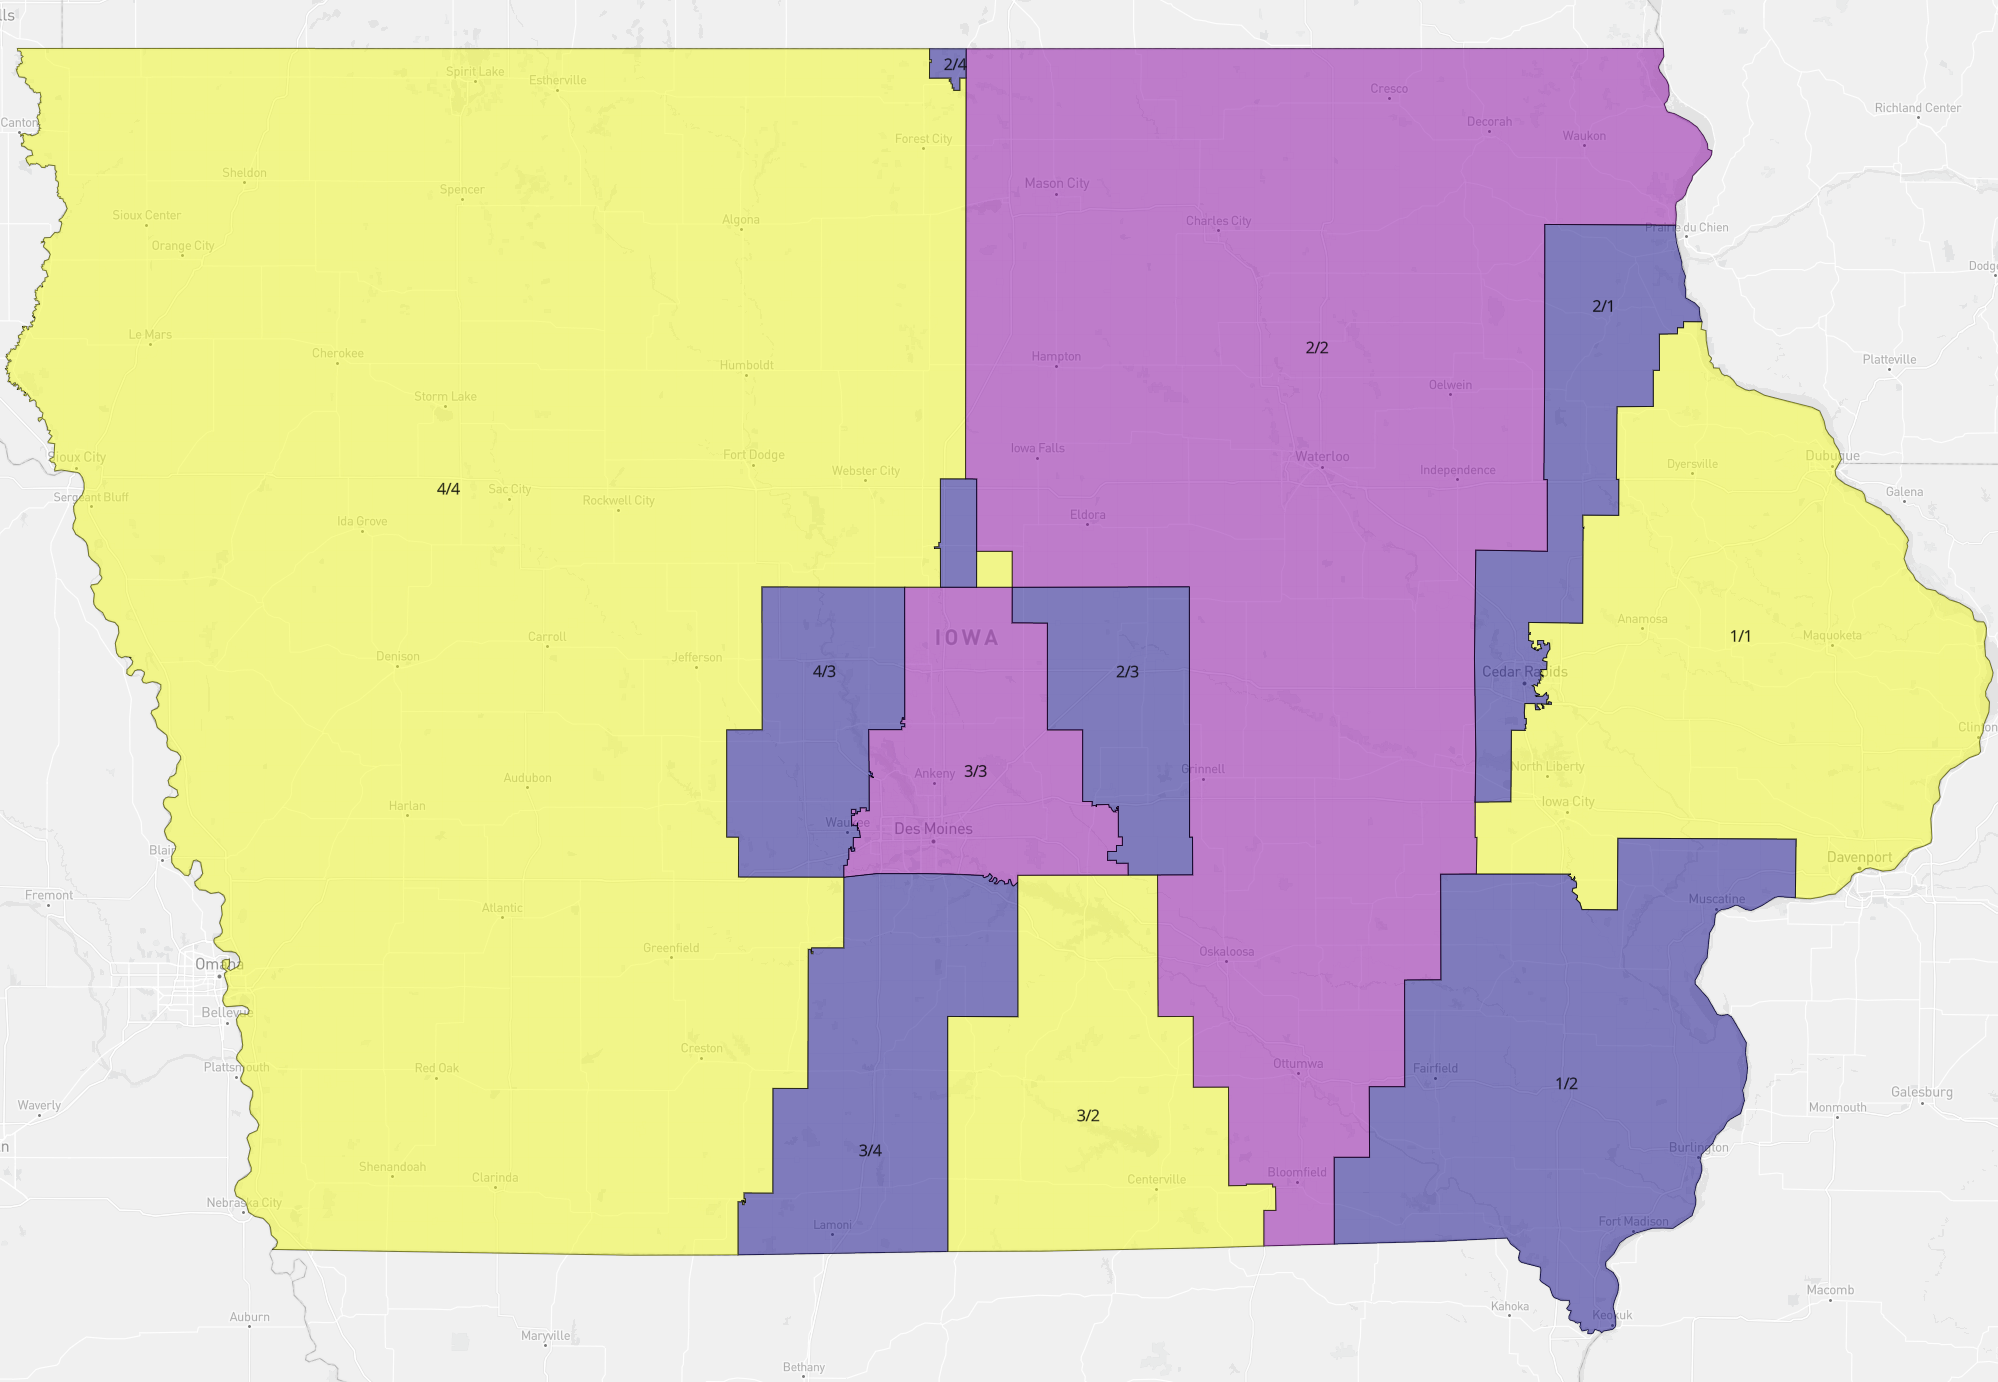 lls
Spirit Lake
Estherville
2/4
Cresco
Richland Center
Canton
Forest City
Decorah
Waukon
Sheldon
Spencer
Mason City
Sioux Center
Algona
Charles City
Prairie du Chien
Orange City
Dodge
2/1
Le Mars
Cherokee
Hampton
2/2
Platteville
Humboldt
Oelwein
Storm Lake
Iowa Falls
Sioux City
Fort Dodge
Webster City
Waterloo
Independence
Dyersville
Dubuque
4/4
Sac City
Sergeant Bluff
Rockwell City
Galena
Ida Grove
Eldora
Anamosa
1/1
Maquoketa
IOWA
Carroll
Denison
Jefferson
4/3
2/3
Cedar Rapids
Clinton
Audubon
Ankeny
3/3
Grinnell
North Liberty
Harlan
Iowa City
Waukee
Des Moines
Blair
Davenport
Fremont
Atlantic
Muscatine
Greenfield
Oskaloosa
Omaha
Bellevue
Creston
Plattsmouth
Red Oak
Ottumwa
Fairfield
1/2
Galesburg
Waverly
3/2
Monmouth
n
3/4
Burlington
Shenandoah
Clarinda
Centerville
Bloomfield
Nebraska City
Lamoni
Fort Madison
Macomb
Auburn
Kahoka
Keokuk
Maryville
Bethany